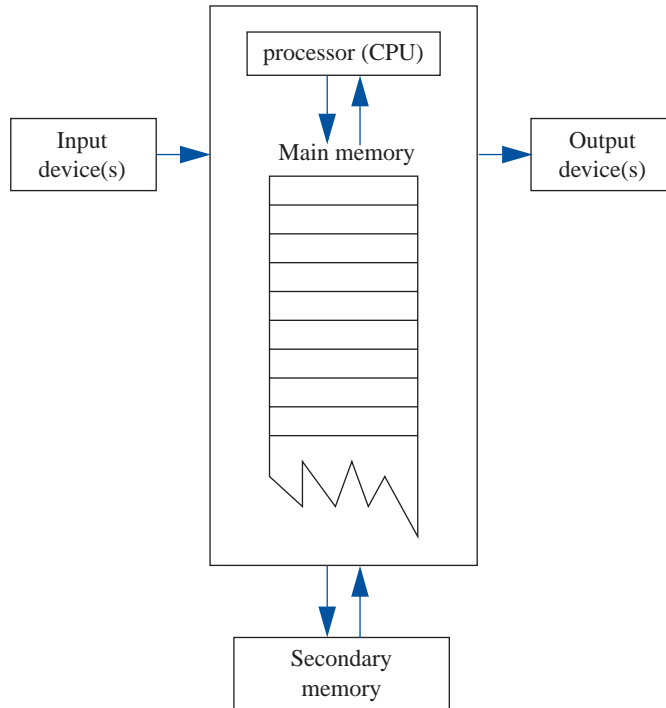 processor (CPU)
Main memory
Input
device(s)
Output
device(s)
Secondary
memory